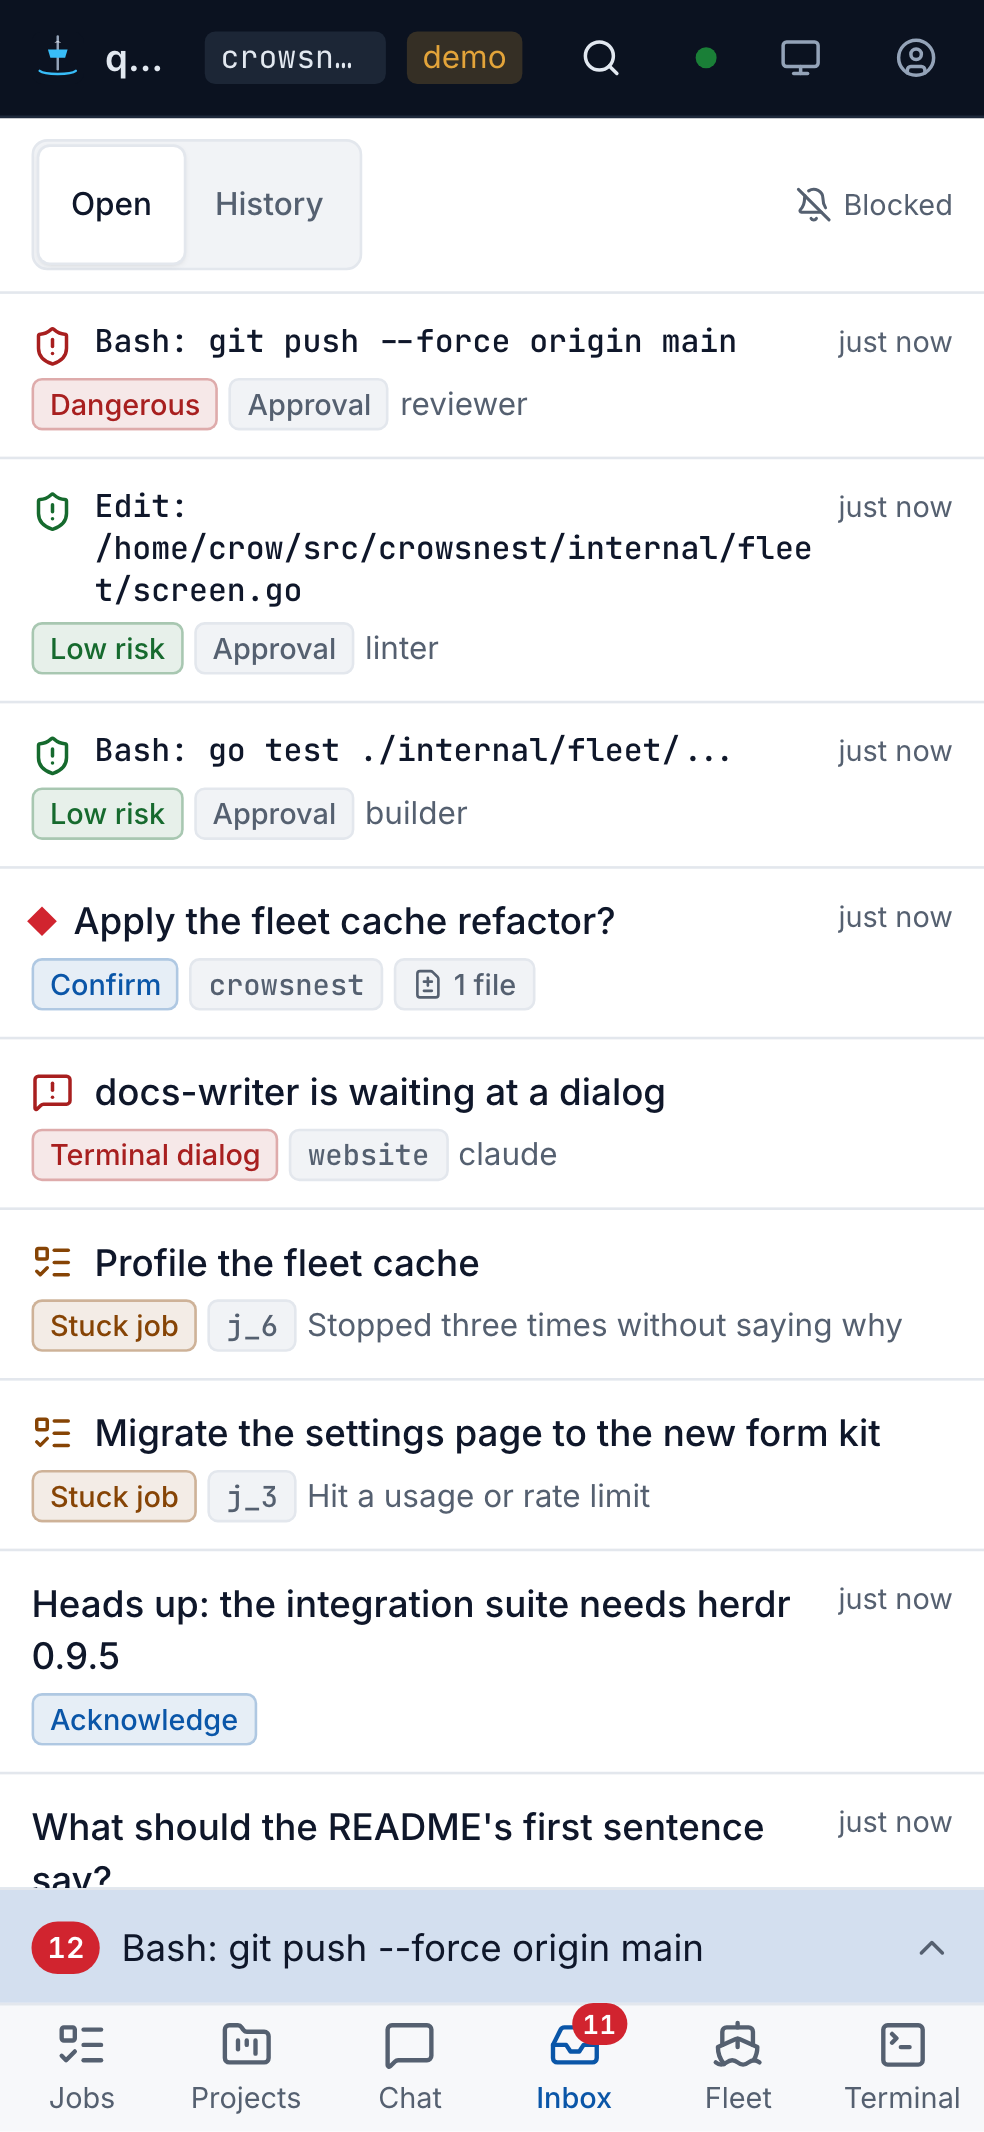 q...
crowsn...
demo
Open
History
Blocked
Bash: git push --force origin main
just now
Dangerous
Approval
reviewer
Edit:
/home/crow/src/crowsnest/internal/flee
t/screen.go
just now
Low risk
Approval
linter
Bash: go test ./internal/fleet/...
just now
Low risk
Approval
builder
Apply the fleet cache refactor?
just now
Confirm
crowsnest
1 file
docs-writer is waiting at a dialog
Terminal dialog
website
claude
Profile the fleet cache
Stuck job
j_6
Stopped three times without saying why
Migrate the settings page to the new form kit
Stuck job
j_3
Hit a usage or rate limit
Heads up: the integration suite needs herdr
0.9.5
just now
Acknowledge
What should the README's first sentence
say?
just now
12
Bash: git push --force origin main
Jobs
Projects
Chat
11
Inbox
Fleet
Terminal